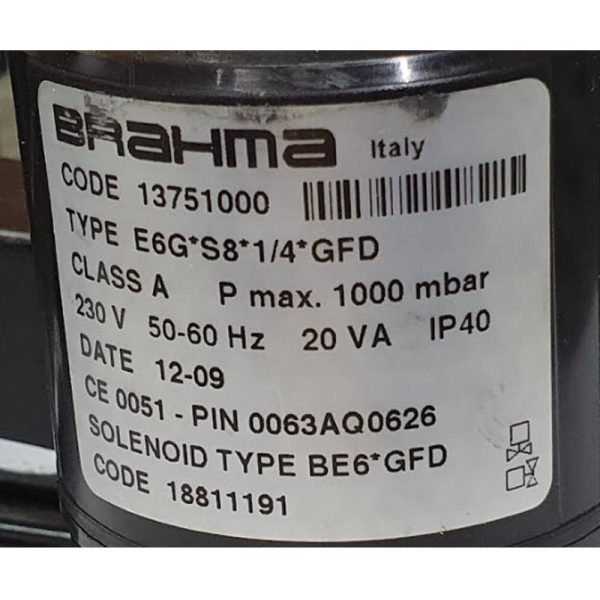 BRAHMA Italy
CODE 13751000
TYPE E6G*S8*1/4*GFD
CLASS A P max. 1000 mbar
230 V 50-60 Hz 20 VA IP40
DATE 12-09
CE 0051 - PIN 0063AQ0626
SOLENOID TYPE BE6*GFD
CODE 18811191